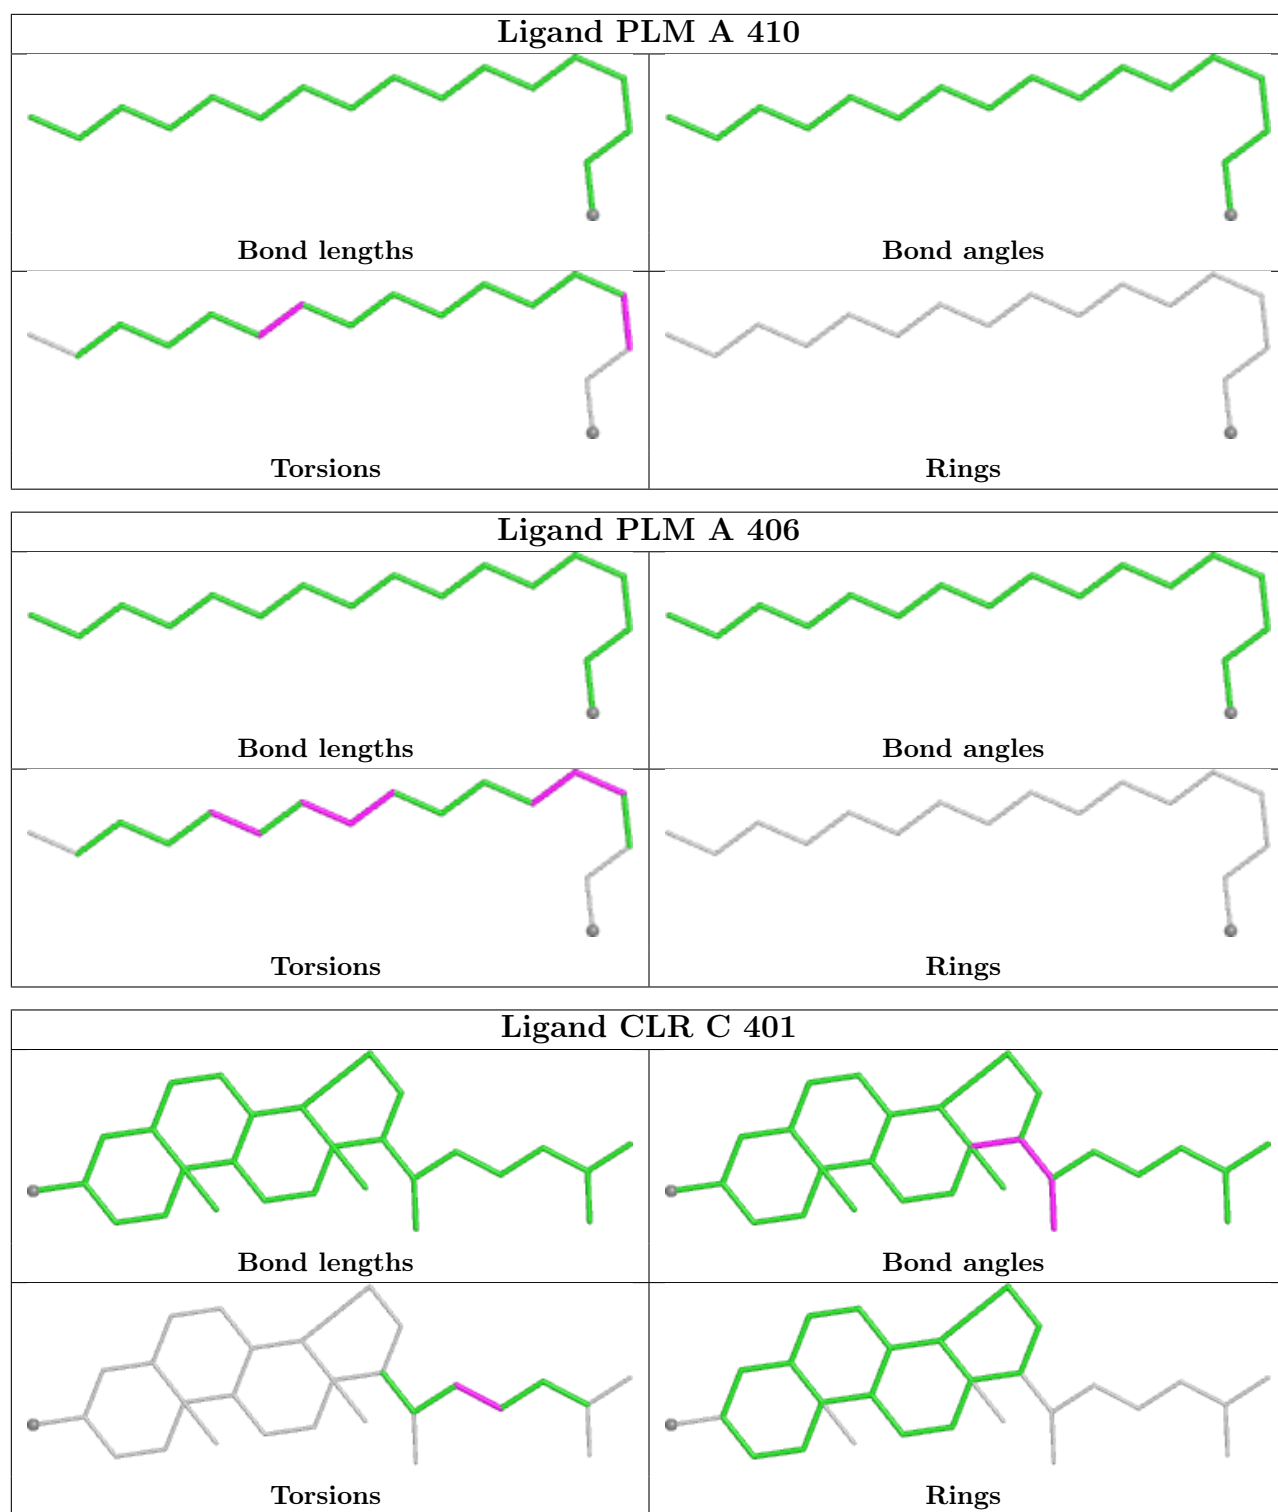 Ligand PLM A 410
Bond lengths
Bond angles
Torsions
Rings
Ligand PLM A 406
Bond lengths
Bond angles
Torsions
Rings
Ligand CLR C 401
Bond lengths
Bond angles
Torsions
Rings